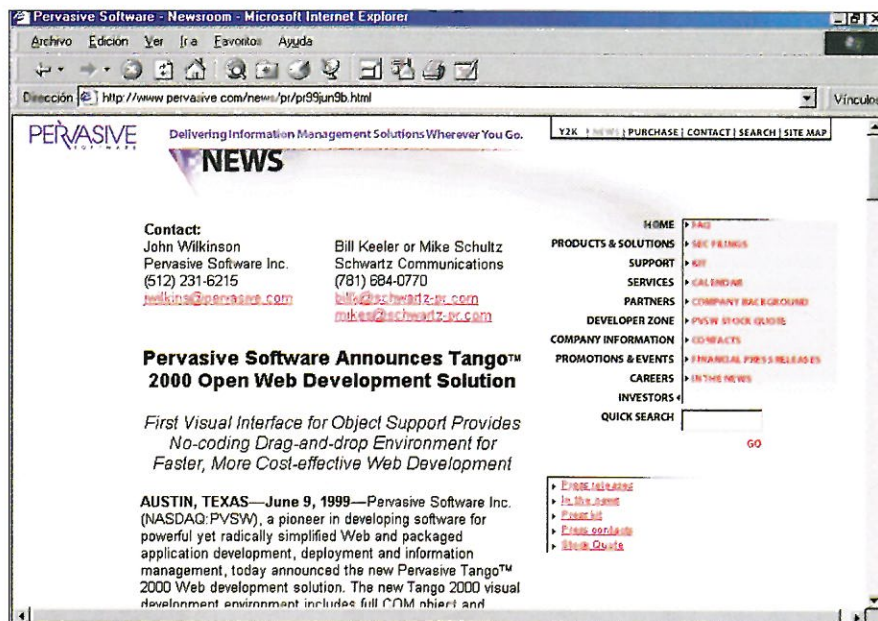 Pervasive Software - Newsroom - Microsoft Internet Explorer
Archivo Edición Ver Ir a Favoritos Ayuda
Dirección http://www.pervasive.com/news/pr/pr99jun9b.html Vínculos
PERVASIVE
SOFTWARE
Delivering Information Management Solutions Wherever You Go.
Y2K | NEWS | PURCHASE | CONTACT | SEARCH | SITE MAP
NEWS
Contact:
John Wilkinson
Pervasive Software Inc.
(512) 231-6215
jwilkins@pervasive.com
Bill Keeler or Mike Schultz
Schwartz Communications
(781) 684-0770
billk@schwartz-pr.com
mikes@schwartz-pr.com
HOME
PRODUCTS & SOLUTIONS
SUPPORT
SERVICES
PARTNERS
DEVELOPER ZONE
COMPANY INFORMATION
PROMOTIONS & EVENTS
CAREERS
INVESTORS
QUICK SEARCH
GO
FAQ
SEC FILINGS
KIT
CALENDAR
COMPANY BACKGROUND
PVSW STOCK QUOTE
CONTACTS
FINANCIAL PRESS RELEASES
IN THE NEWS
Pervasive Software Announces Tango™
2000 Open Web Development Solution
First Visual Interface for Object Support Provides
No-coding Drag-and-drop Environment for
Faster, More Cost-effective Web Development
AUSTIN, TEXAS—June 9, 1999—Pervasive Software Inc.
(NASDAQ:PVSW), a pioneer in developing software for
powerful yet radically simplified Web and packaged
application development, deployment and information
management, today announced the new Pervasive Tango™
2000 Web development solution. The new Tango 2000 visual
development environment includes full COM object and
Press releases
In the news
Press kit
Press contacts
Stock Quote